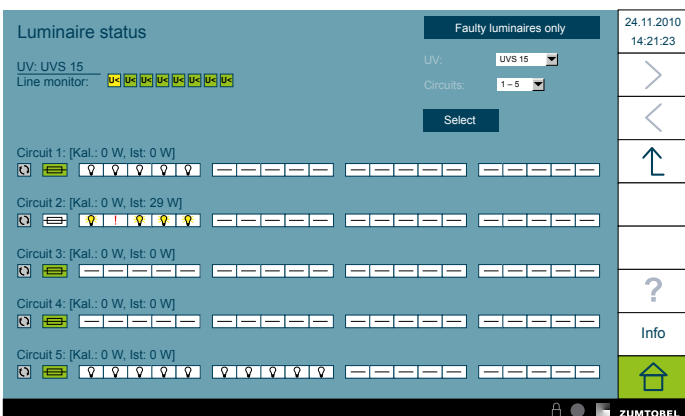 Luminaire status
Faulty luminaires only
24.11.2010
14:21:23
UV: UVS 15
Line monitor: U< U< U< U< U< U< U< U<
UV: UVS 15
Circuits: 1 – 5
Select
Circuit 1: [Kal.: 0 W, Ist: 0 W]
Circuit 2: [Kal.: 0 W, Ist: 29 W]
!
Circuit 3: [Kal.: 0 W, Ist: 0 W]
Circuit 4: [Kal.: 0 W, Ist: 0 W]
Circuit 5: [Kal.: 0 W, Ist: 0 W]
?
Info
ZUMTOBEL